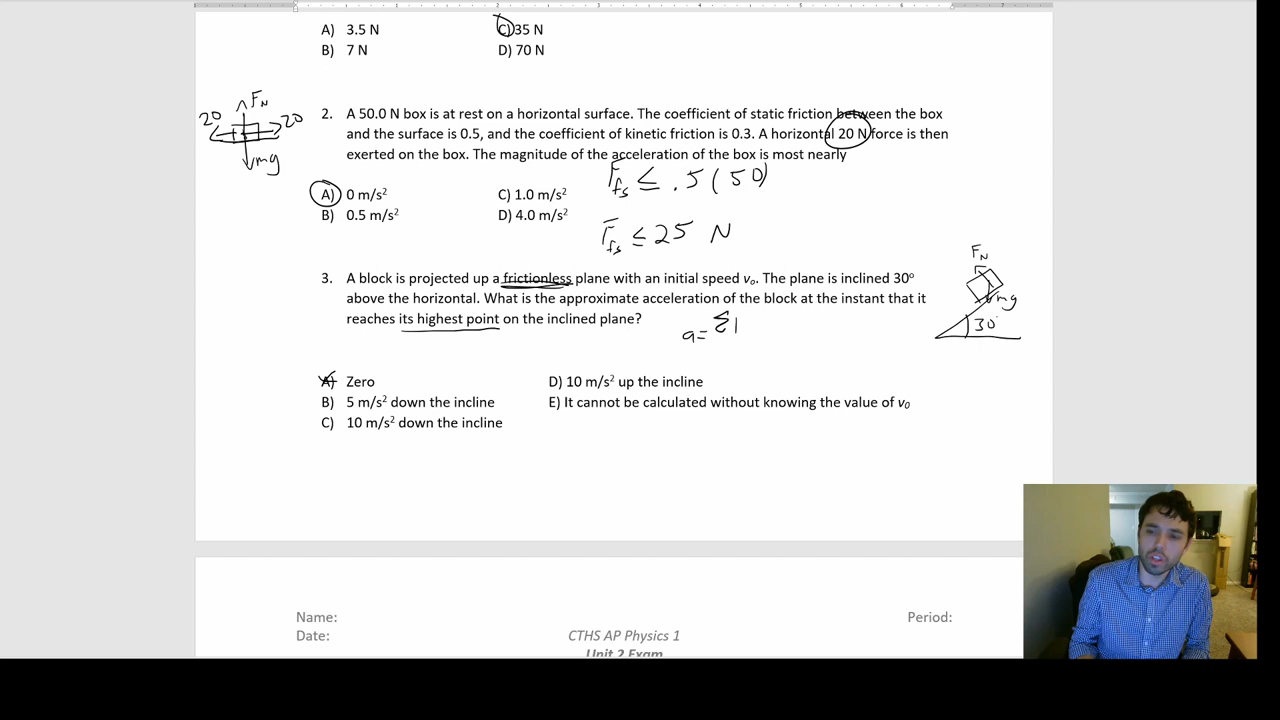 A) 3.5 N C) 35 N
B) 7 N D) 70 N
2. A 50.0 N box is at rest on a horizontal surface. The coefficient of static friction between the box
and the surface is 0.5, and the coefficient of kinetic friction is 0.3. A horizontal 20 N force is then
exerted on the box. The magnitude of the acceleration of the box is most nearly
F_N
20 20
mg
A) 0 m/s² C) 1.0 m/s²
B) 0.5 m/s² D) 4.0 m/s²
F_fs ≤ .5(50)
F_fs ≤ 25 N
3. A block is projected up a frictionless plane with an initial speed v₀. The plane is inclined 30°
above the horizontal. What is the approximate acceleration of the block at the instant that it
reaches its highest point on the inclined plane?
F_N
mg
30°
a = Σ
A) Zero D) 10 m/s² up the incline
B) 5 m/s² down the incline E) It cannot be calculated without knowing the value of v₀
C) 10 m/s² down the incline
Name: Period:
Date: CTHS AP Physics 1
Unit 2 Exam